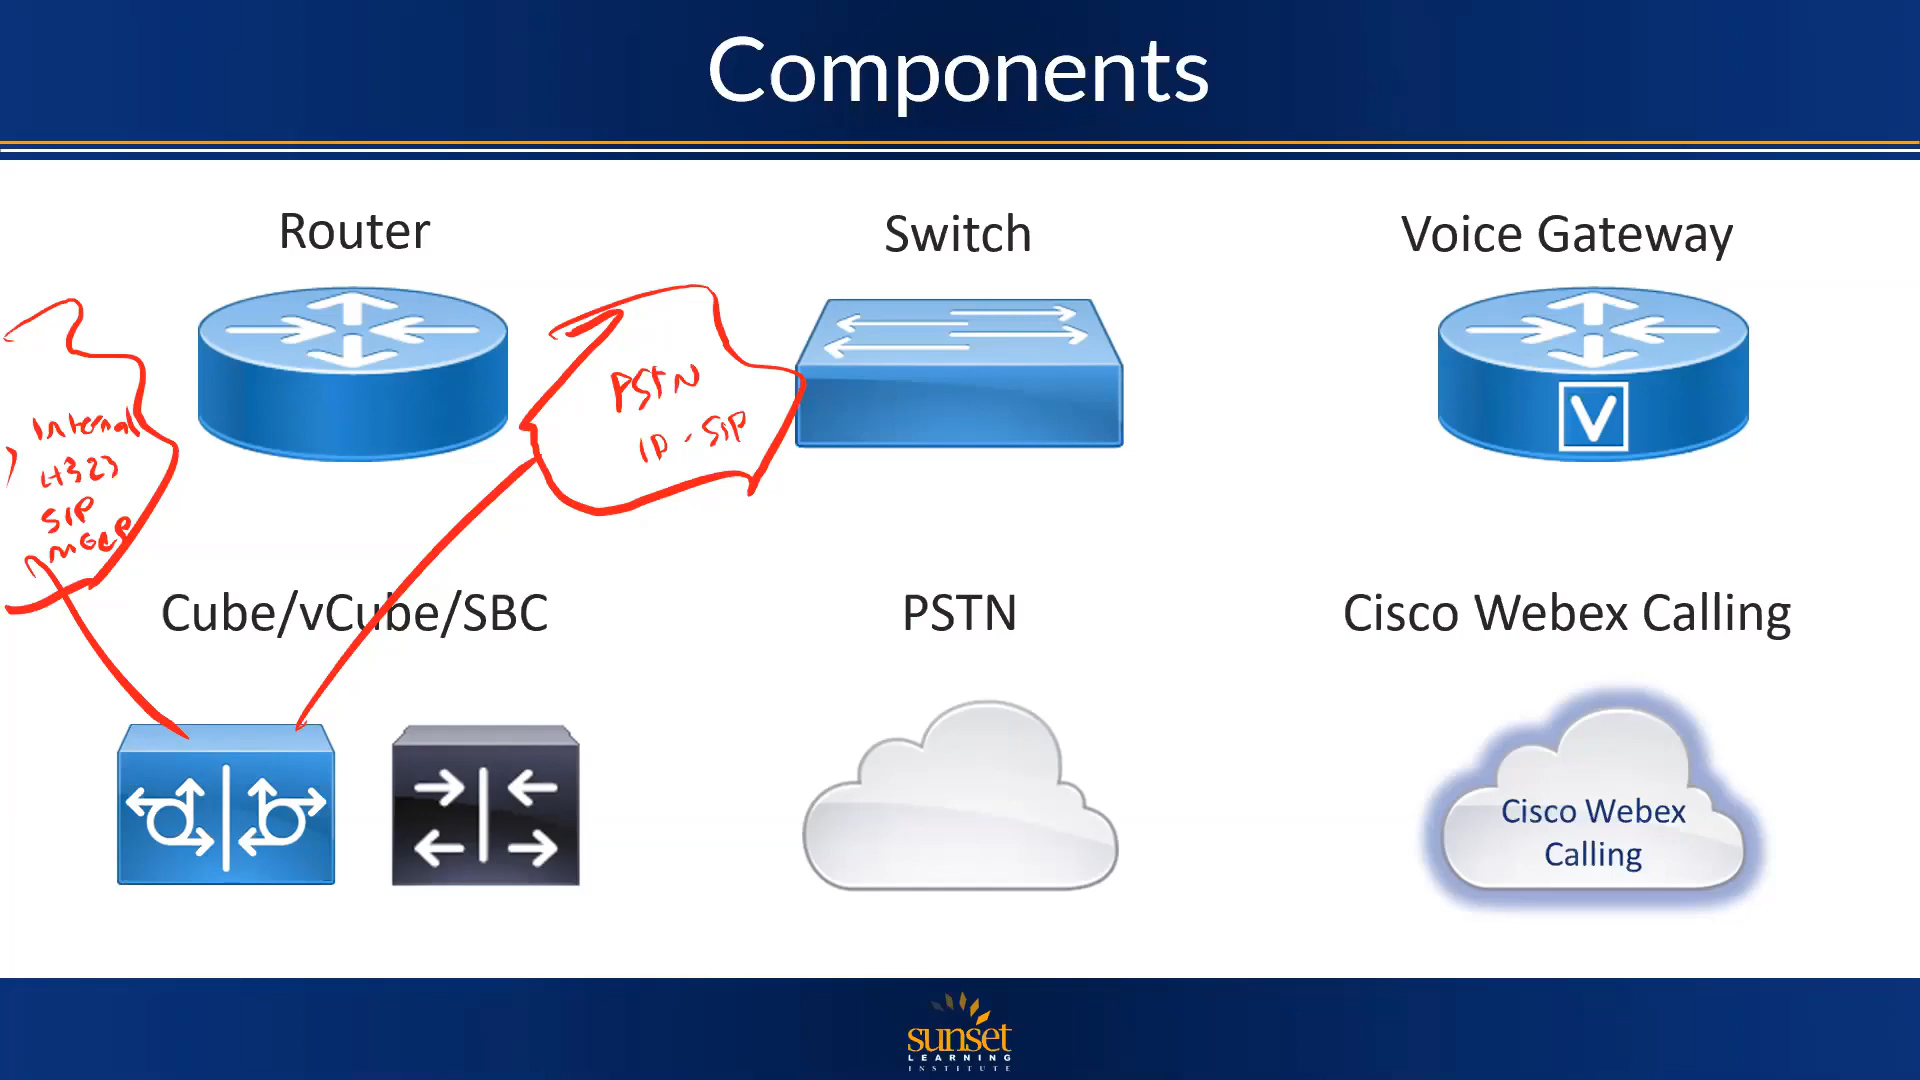 Components
Router
Switch
Voice Gateway
V
PSTN
IP - SIP
Internal
H323
SIP
MGCP
Cube/vCube/SBC
PSTN
Cisco Webex Calling
Cisco Webex
Calling
sunset
LEARNING
INSTITUTE